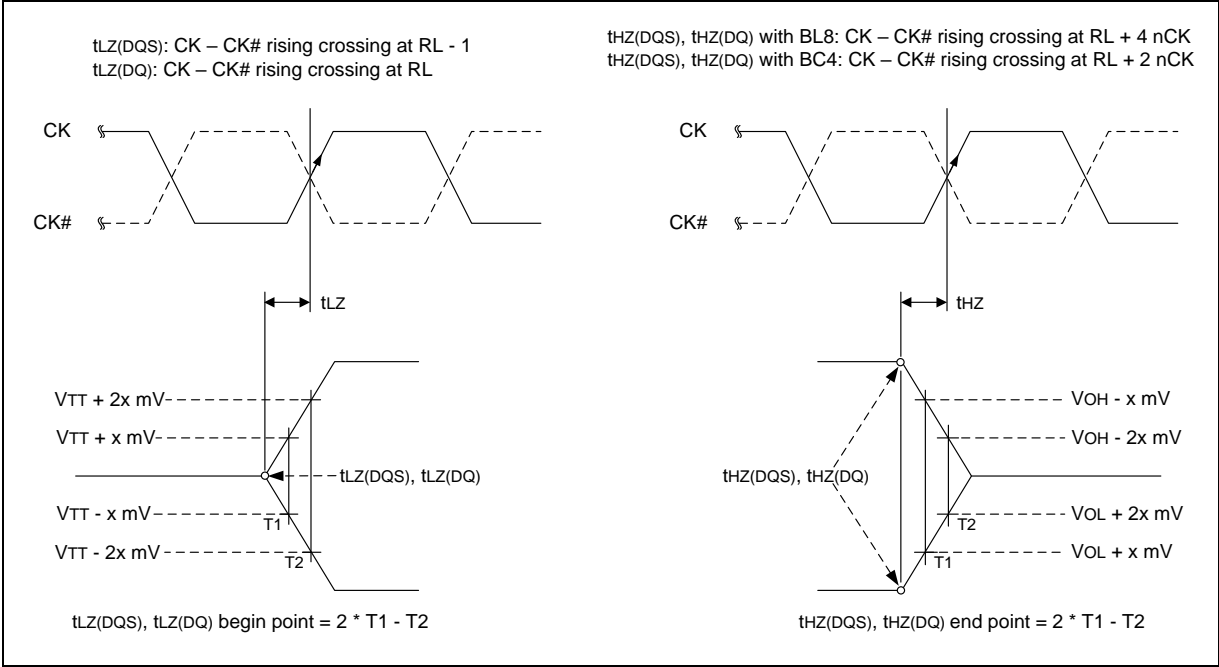 tLZ(DQS): CK – CK# rising crossing at RL - 1
tLZ(DQ): CK – CK# rising crossing at RL
CK
CK#
tLZ
VTT + 2x mV
VTT + x mV
tLZ(DQS), tLZ(DQ)
VTT - x mV
T1
VTT - 2x mV
T2
tLZ(DQS), tLZ(DQ) begin point = 2 * T1 - T2
tHZ(DQS), tHZ(DQ) with BL8: CK – CK# rising crossing at RL + 4 nCK
tHZ(DQS), tHZ(DQ) with BC4: CK – CK# rising crossing at RL + 2 nCK
CK
CK#
tHZ
VOH - x mV
VOH - 2x mV
tHZ(DQS), tHZ(DQ)
VOL + 2x mV
T2
VOL + x mV
T1
tHZ(DQS), tHZ(DQ) end point = 2 * T1 - T2